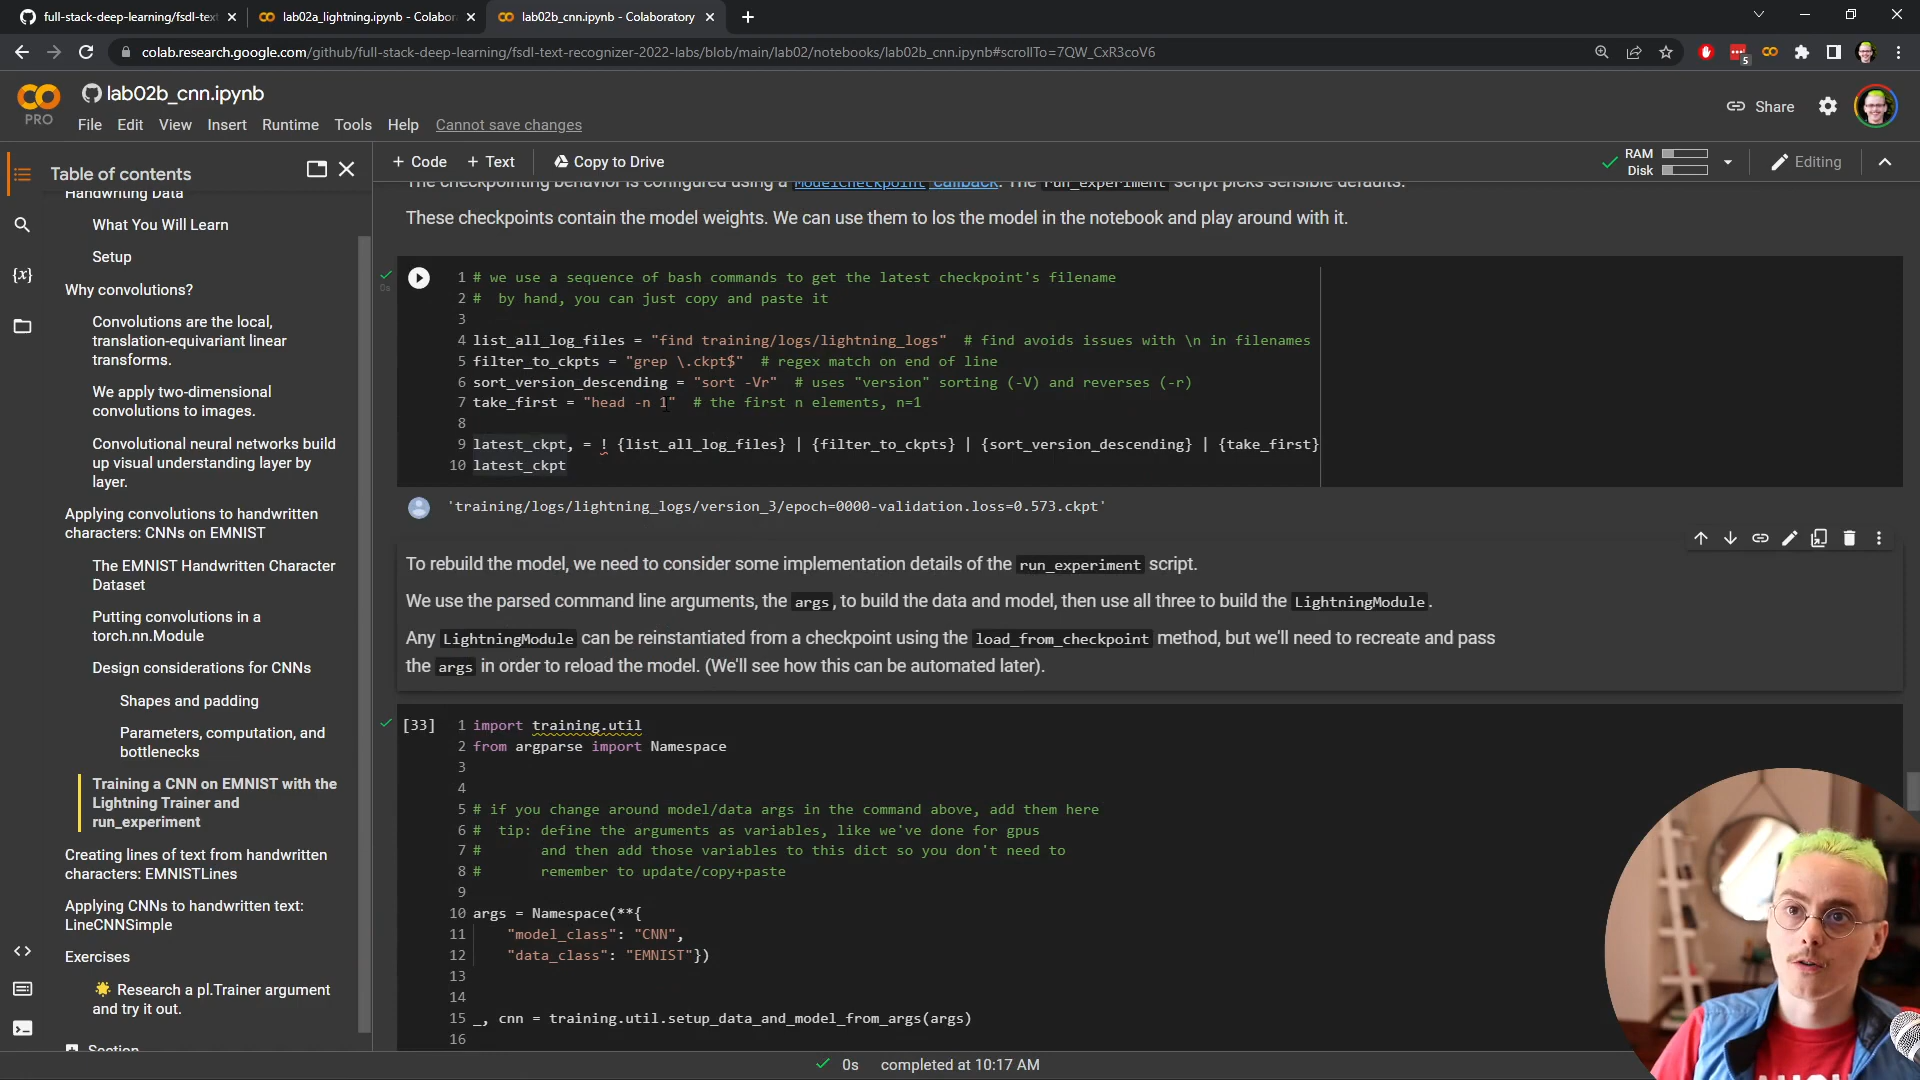 full-stack-deep-learning/fsdl-text
lab02a_lightning.ipynb - Colabor
lab02b_cnn.ipynb - Colaboratory
colab.research.google.com/github/full-stack-deep-learning/fsdl-text-recognizer-2022-labs/blob/main/lab02/notebooks/lab02b_cnn.ipynb#scrollTo=7QW_CxR3coV6
5
PRO
lab02b_cnn.ipynb
File Edit View Insert Runtime Tools Help Cannot save changes
Share
+ Code + Text Copy to Drive
RAM
Disk
Editing
Table of contents
Handwriting Data
What You Will Learn
Setup
Why convolutions?
Convolutions are the local,
translation-equivariant linear
transforms.
We apply two-dimensional
convolutions to images.
Convolutional neural networks build
up visual understanding layer by
layer.
Applying convolutions to handwritten
characters: CNNs on EMNIST
The EMNIST Handwritten Character
Dataset
Putting convolutions in a
torch.nn.Module
Design considerations for CNNs
Shapes and padding
Parameters, computation, and
bottlenecks
Training a CNN on EMNIST with the
Lightning Trainer and
run_experiment
Creating lines of text from handwritten
characters: EMNISTLines
Applying CNNs to handwritten text:
LineCNNSimple
Exercises
🌟 Research a pl.Trainer argument
and try it out.
Section
The checkpointing behavior is configured using a ModelCheckpoint callback. The run_experiment script picks sensible defaults.
These checkpoints contain the model weights. We can use them to los the model in the notebook and play around with it.
0s
1 # we use a sequence of bash commands to get the latest checkpoint's filename
2 #  by hand, you can just copy and paste it
3
4 list_all_log_files = "find training/logs/lightning_logs"  # find avoids issues with \n in filenames
5 filter_to_ckpts = "grep \.ckpt$"  # regex match on end of line
6 sort_version_descending = "sort -Vr"  # uses "version" sorting (-V) and reverses (-r)
7 take_first = "head -n 1"  # the first n elements, n=1
8
9 latest_ckpt, = ! {list_all_log_files} | {filter_to_ckpts} | {sort_version_descending} | {take_first}
10 latest_ckpt
'training/logs/lightning_logs/version_3/epoch=0000-validation.loss=0.573.ckpt'
To rebuild the model, we need to consider some implementation details of the run_experiment script.
We use the parsed command line arguments, the args, to build the data and model, then use all three to build the LightningModule.
Any LightningModule can be reinstantiated from a checkpoint using the load_from_checkpoint method, but we'll need to recreate and pass
the args in order to reload the model. (We'll see how this can be automated later).
[33]
1 import training.util
2 from argparse import Namespace
3
4
5 # if you change around model/data args in the command above, add them here
6 #  tip: define the arguments as variables, like we've done for gpus
7 #       and then add those variables to this dict so you don't need to
8 #       remember to update/copy+paste
9
10 args = Namespace(**{
11     "model_class": "CNN",
12     "data_class": "EMNIST"})
13
14
15 _, cnn = training.util.setup_data_and_model_from_args(args)
16
0s completed at 10:17 AM